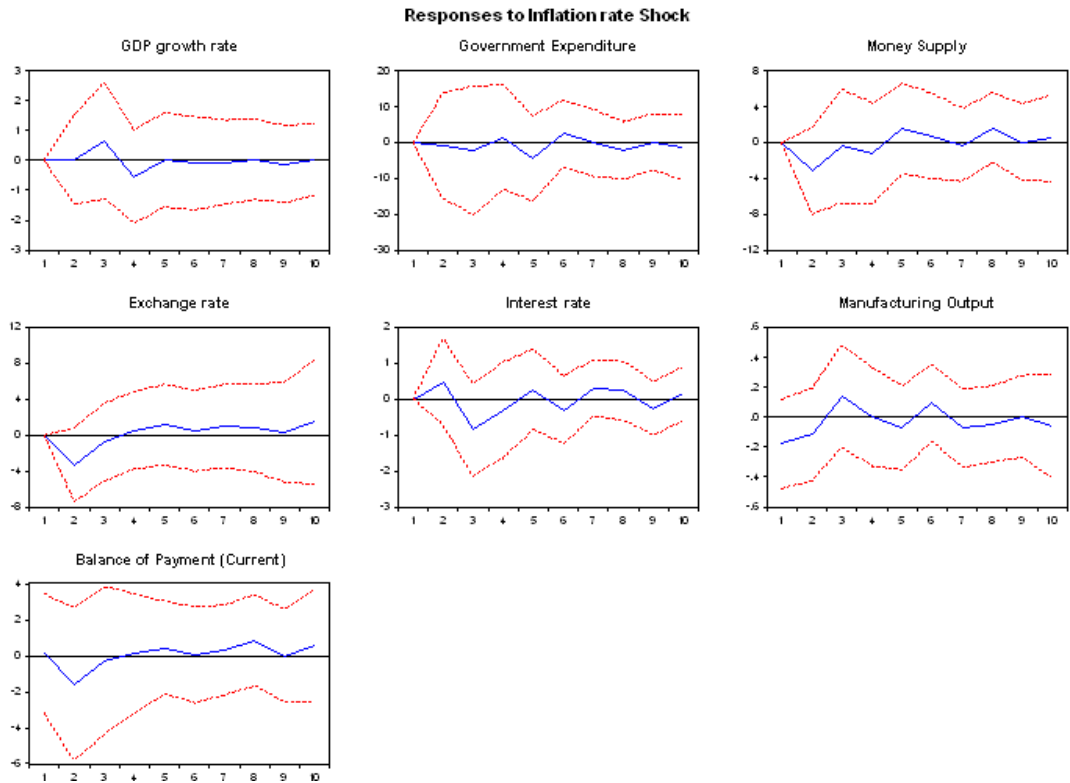 Responses to Inflation rate Shock
GDP growth rate
3
2
1
0
-1
-2
-3
1 2 3 4 5 6 7 8 9 10
Government Expenditure
20
10
0
-10
-20
-30
1 2 3 4 5 6 7 8 9 10
Money Supply
8
4
0
-4
-8
-12
1 2 3 4 5 6 7 8 9 10
Exchange rate
12
8
4
0
-4
-8
1 2 3 4 5 6 7 8 9 10
Interest rate
2
1
0
-1
-2
-3
1 2 3 4 5 6 7 8 9 10
Manufacturing Output
.6
.4
.2
.0
-.2
-.4
-.6
1 2 3 4 5 6 7 8 9 10
Balance of Payment (Current)
4
2
0
-2
-4
-6
1 2 3 4 5 6 7 8 9 10